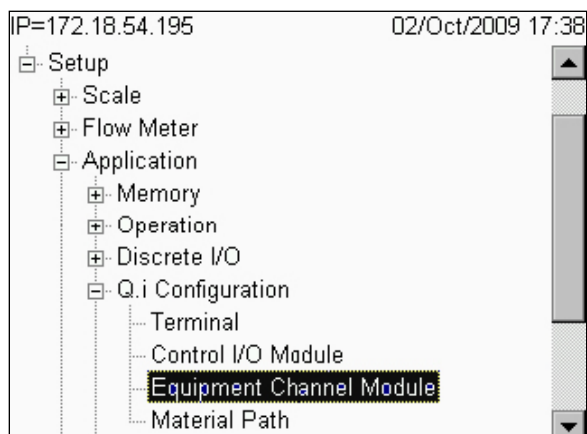 IP=172.18.54.195 02/Oct/2009 17:38
Setup
Scale
Flow Meter
Application
Memory
Operation
Discrete I/O
Q.i Configuration
Terminal
Control I/O Module
Equipment Channel Module
Material Path